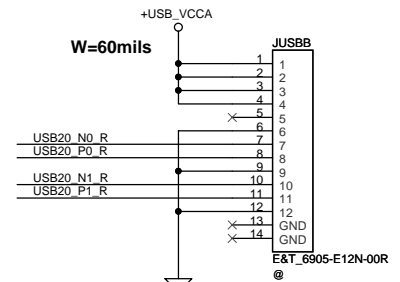 +USB_VCCA
W=60mils
JUSBB
1 1
2 2
3 3
4 4
5 5
6 6
USB20_N0_R 7 7
USB20_P0_R 8 8
9 9
USB20_N1_R 10 10
USB20_P1_R 11 11
12 12
13 GND
14 GND
E&T_6905-E12N-00R
@